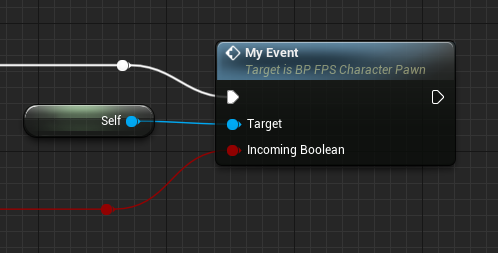 My Event
Target is BP FPS Character Pawn
Self
Target
Incoming Boolean